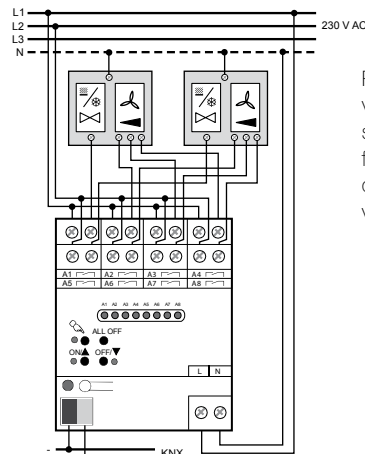 L1
L2
L3
N
230 V AC
A1 A2 A3 A4
A5 A6 A7 A8
A1 A2 A3 A4 A5 A6 A7 A8
ALL OFF
ON/▲ OFF/▼
L N
- KNX